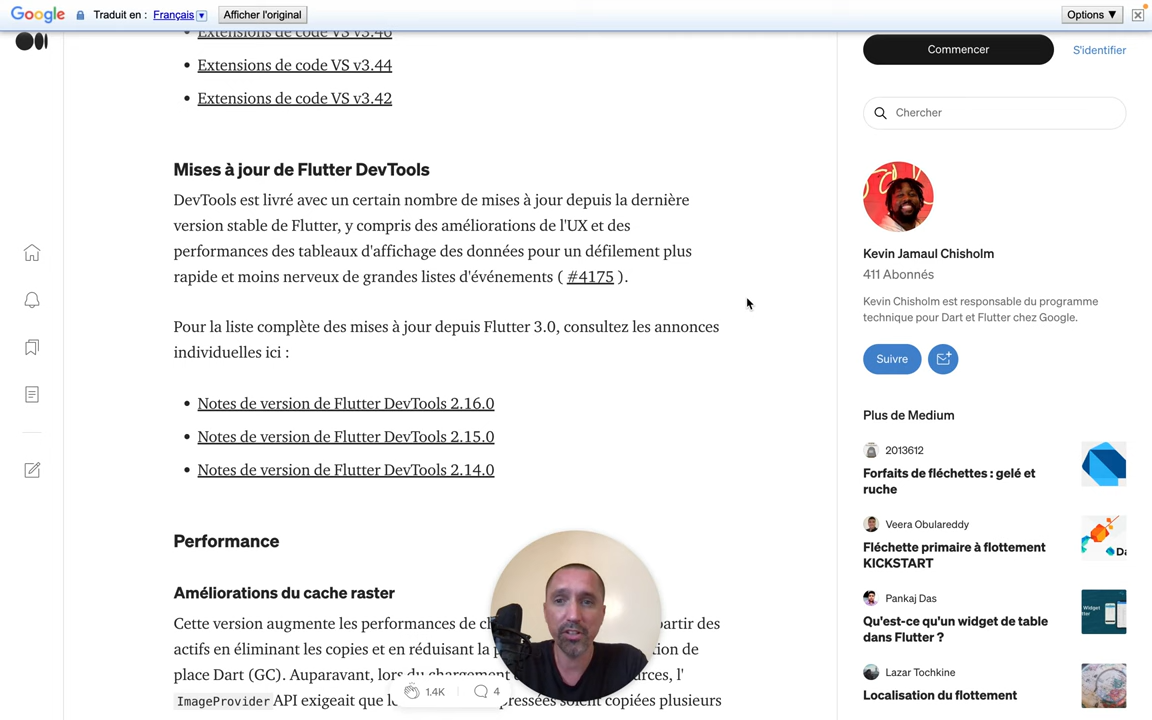 Google Traduit en : Français ▼ Afficher l'original Options ▼
Extensions de code VS v3.46
Extensions de code VS v3.44
Extensions de code VS v3.42
Mises à jour de Flutter DevTools
DevTools est livré avec un certain nombre de mises à jour depuis la dernière
version stable de Flutter, y compris des améliorations de l'UX et des
performances des tableaux d'affichage des données pour un défilement plus
rapide et moins nerveux de grandes listes d'événements ( #4175 ).
Pour la liste complète des mises à jour depuis Flutter 3.0, consultez les annonces
individuelles ici :
Notes de version de Flutter DevTools 2.16.0
Notes de version de Flutter DevTools 2.15.0
Notes de version de Flutter DevTools 2.14.0
Performance
Améliorations du cache raster
Cette version augmente les performances de partir des
actifs en éliminant les copies et en réduisant la
place Dart (GC). Auparavant, lors du chargement
ImageProvider API exigeait que copiées plusieurs
1.4K 4
Commencer S'identifier
Chercher
Kevin Jamaul Chisholm
411 Abonnés
Kevin Chisholm est responsable du programme
technique pour Dart et Flutter chez Google.
Suivre
Plus de Medium
2013612
Forfaits de fléchettes : gelé et
ruche
Veera Obulareddy
Fléchette primaire à flottement
KICKSTART
Pankaj Das
Qu'est-ce qu'un widget de table
dans Flutter ?
Lazar Tochkine
Localisation du flottement